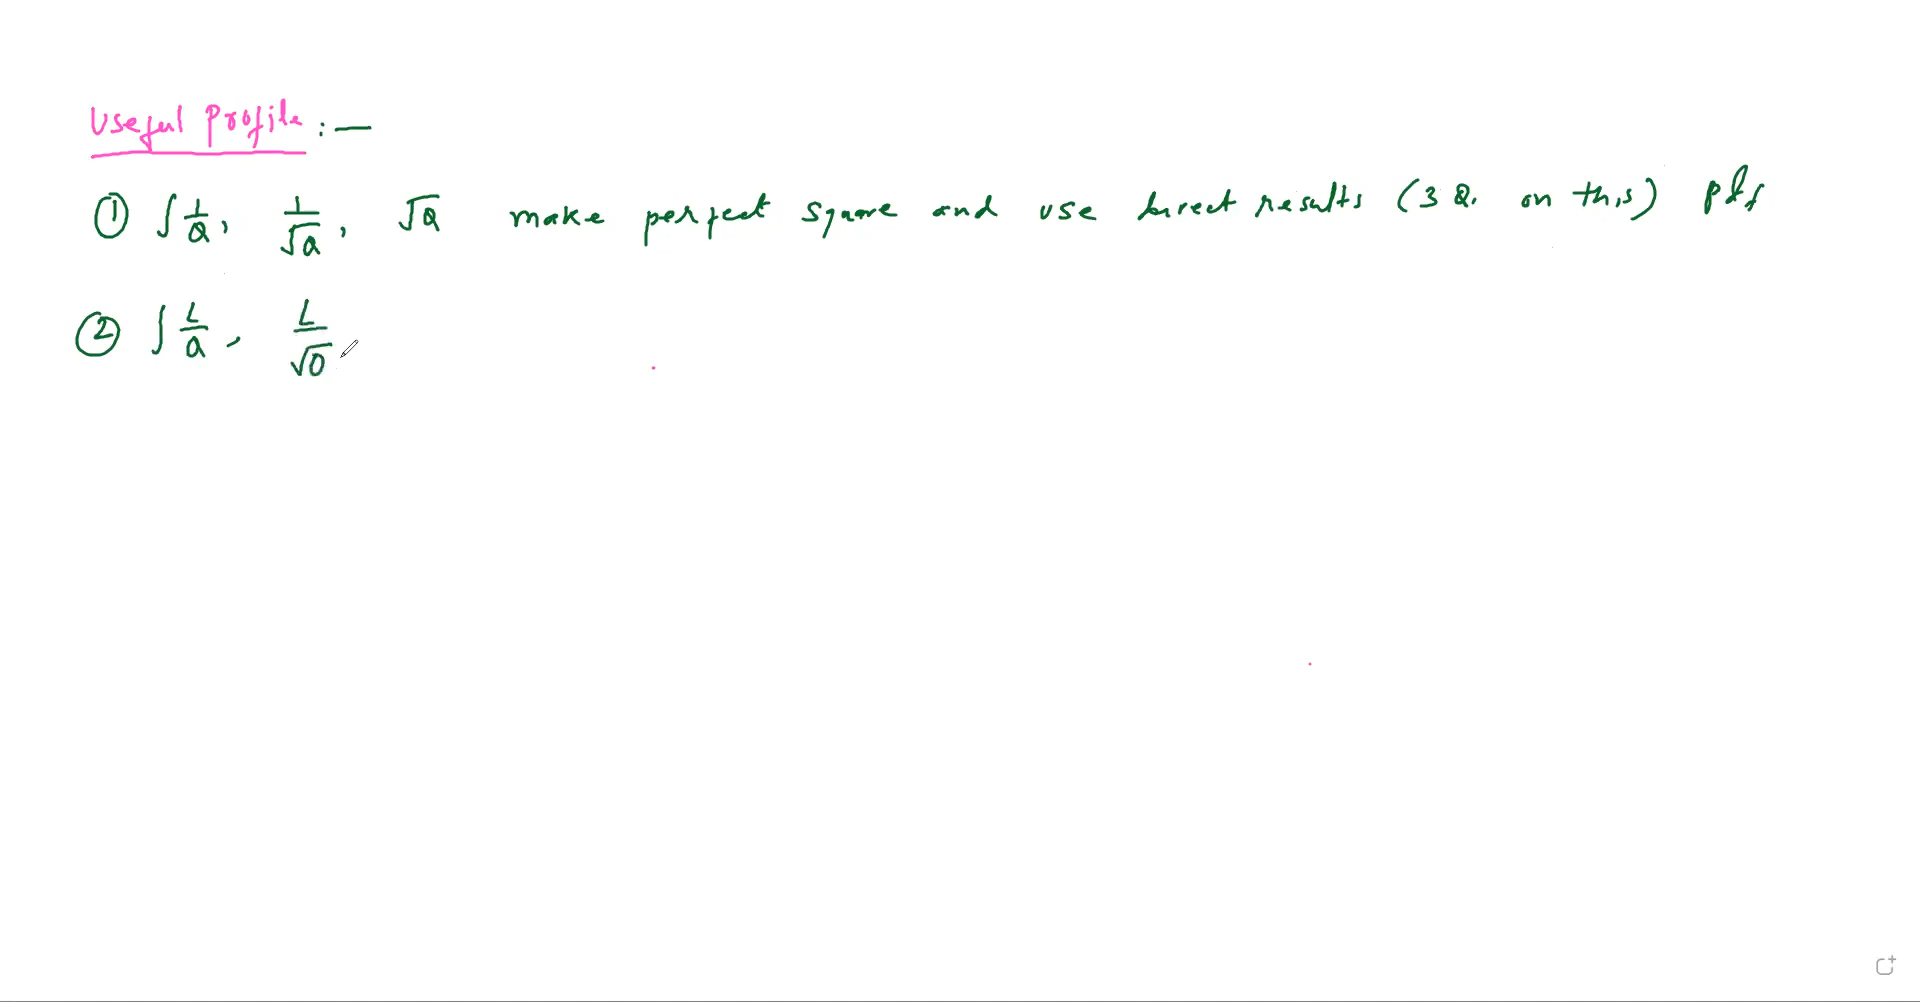 Useful Profile : —
① ∫ 1/Q, 1/√Q, √Q make perfect square and use direct results (3 Q. on this) pdf
② ∫ L/Q, L/√O